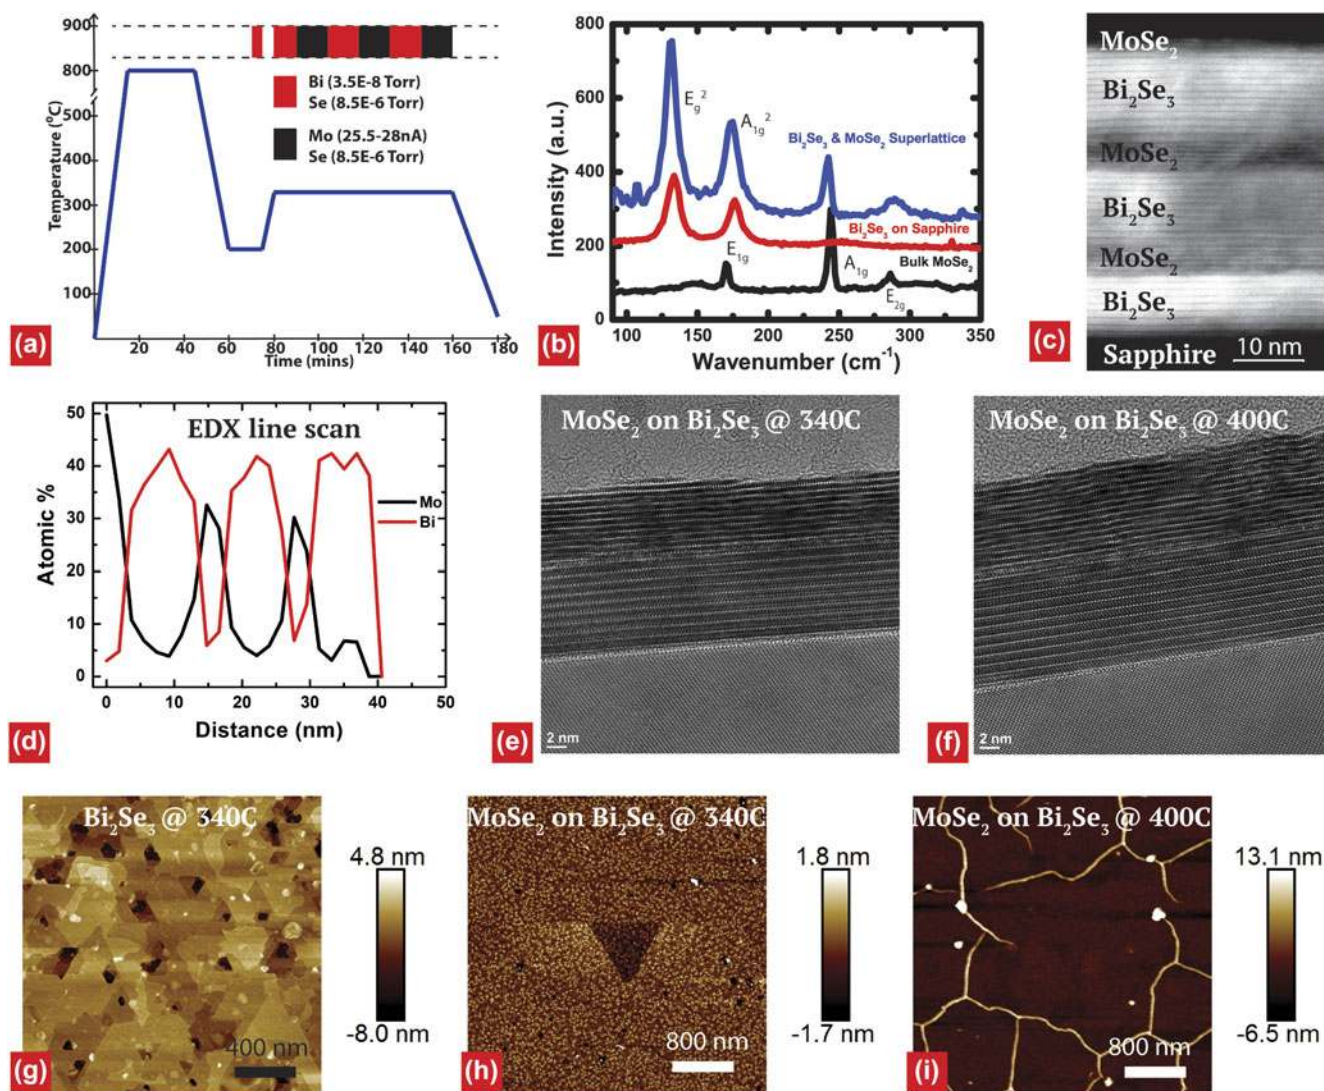 900
800
500
400
300
200
100
Temperature (⁰C)
Bi (3.5E-8 Torr)
Se (8.5E-6 Torr)
Mo (25.5-28nA)
Se (8.5E-6 Torr)
20 40 60 80 100 120 140 160 180
Time (mins)
(a)
800
600
400
200
0
Intensity (a.u.)
E_g²
A_1g²
Bi₂Se₃ & MoSe₂ Superlattice
Bi₂Se₃ on Sapphire
E_1g
Bulk MoSe₂
A_1g
E_2g
100 150 200 250 300 350
Wavenumber (cm⁻¹)
(b)
MoSe₂
Bi₂Se₃
MoSe₂
Bi₂Se₃
MoSe₂
Bi₂Se₃
Sapphire 10 nm
(c)
50
40
30
20
10
0
Atomic %
EDX line scan
Mo
Bi
0 10 20 30 40 50
Distance (nm)
(d)
MoSe₂ on Bi₂Se₃ @ 340C
2 nm
(e)
MoSe₂ on Bi₂Se₃ @ 400C
2 nm
(f)
Bi₂Se₃ @ 340C
4.8 nm
-8.0 nm
400 nm
(g)
MoSe₂ on Bi₂Se₃ @ 340C
1.8 nm
-1.7 nm
800 nm
(h)
MoSe₂ on Bi₂Se₃ @ 400C
13.1 nm
-6.5 nm
800 nm
(i)